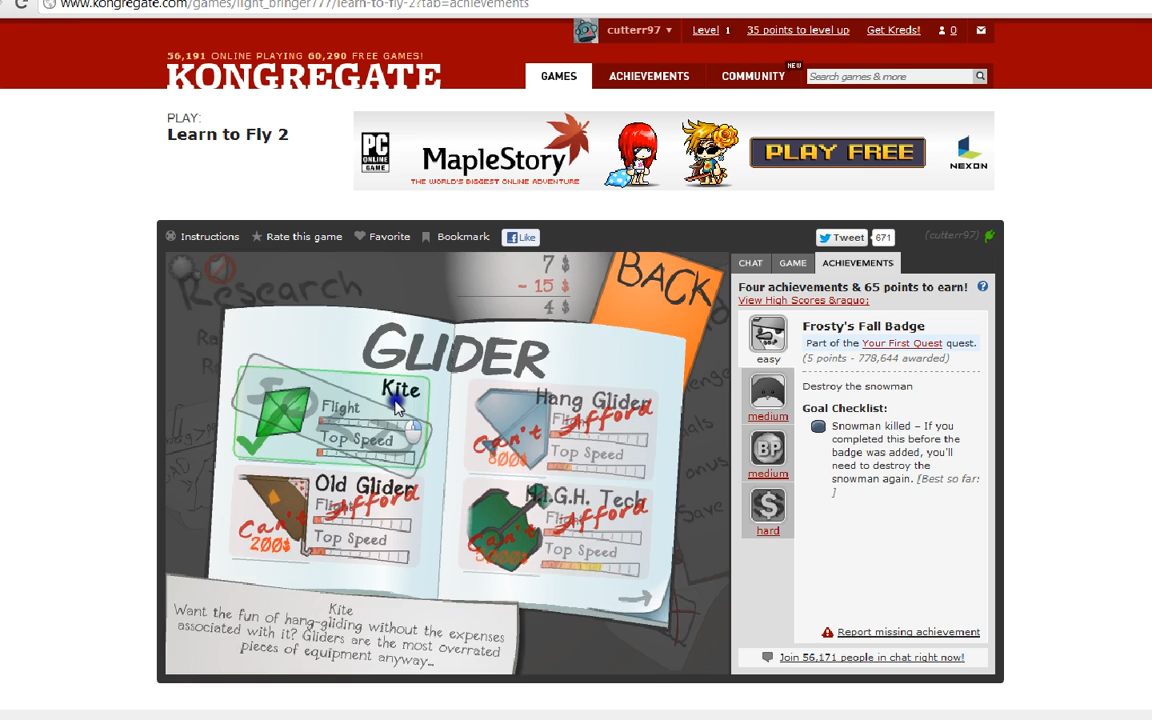 www.kongregate.com/games/light_bringer777/learn-to-fly-2?tab=achievements
cutterr97 Level 1 35 points to level up Get Kreds! 0
56,191 ONLINE PLAYING 60,290 FREE GAMES!
KONGREGATE
GAMES ACHIEVEMENTS COMMUNITY NEW Search games & more
PLAY:
Learn to Fly 2
PC ONLINE GAME
MapleStory
THE WORLD'S BIGGEST ONLINE ADVENTURE
PLAY FREE
NEXON
Instructions Rate this game Favorite Bookmark Like Tweet 671 (cutterr97)
CHAT GAME ACHIEVEMENTS
Research
7 $
- 15 $
4 $
BACK
GLIDER
Kite
Flight
Top Speed
Hang Glider
Can't Afford
Top Speed
Old Glider
Flight
Can't Afford
200$
Top Speed
H.I.G.H. Tech
Can't Afford
Top Speed
Bonus
Save
Kite
Want the fun of hang-gliding without the expenses
associated with it? Gliders are the most overrated
pieces of equipment anyway...
Four achievements & 65 points to earn!
View High Scores &raquo;
easy
medium
medium
hard
Frosty's Fall Badge
Part of the Your First Quest quest.
(5 points - 778,644 awarded)
Destroy the snowman
Goal Checklist:
Snowman killed – If you
completed this before the
badge was added, you'll
need to destroy the
snowman again. [Best so far:
]
Report missing achievement
Join 56,171 people in chat right now!